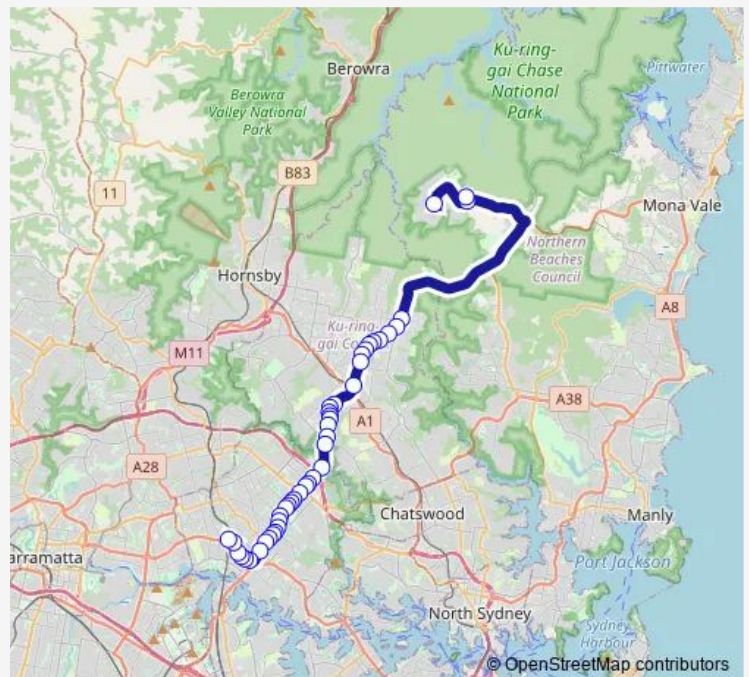 Ku-ring-
gai Chase
National
Park
Pittwater
Berowra
Berowra
Valley National
Park
B83
11
Mona Vale
Northern
Beaches
Council
Hornsby
A8
Ku-ring-
gai Co
M11
A38
A1
A28
Chatswood
Manly
arramatta
Port Jackson
North Sydney
Sydney
Harbour
© OpenStreetMap contributors